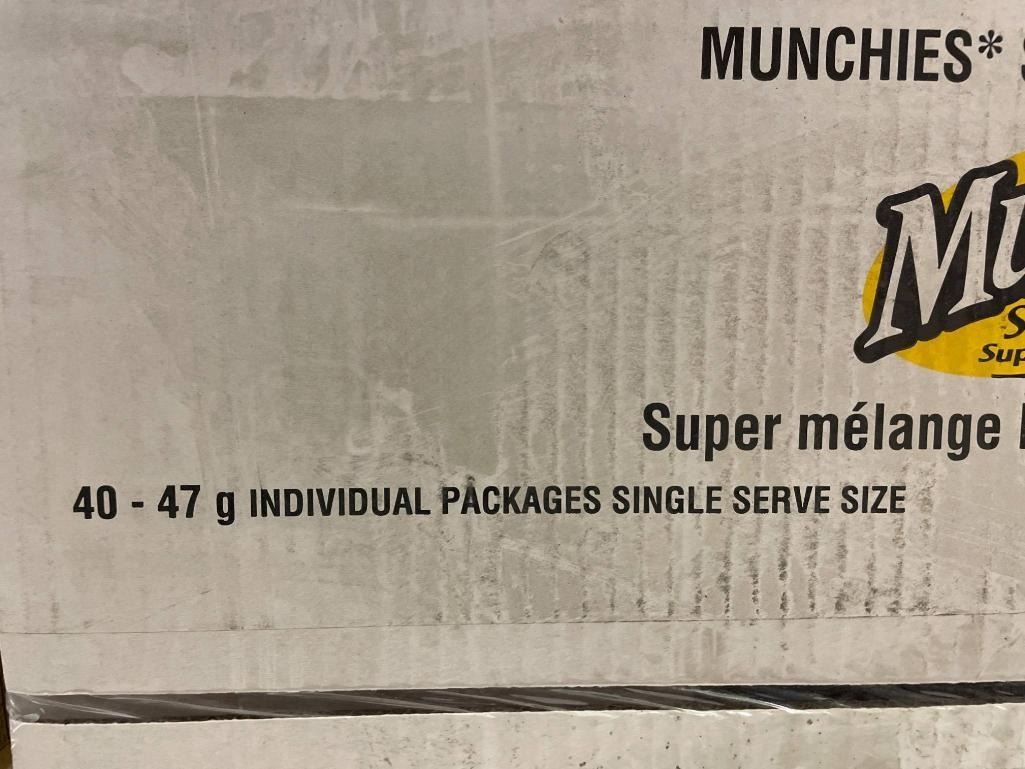 MUNCHIES*
Super mélange
40 - 47 g INDIVIDUAL PACKAGES SINGLE SERVE SIZE